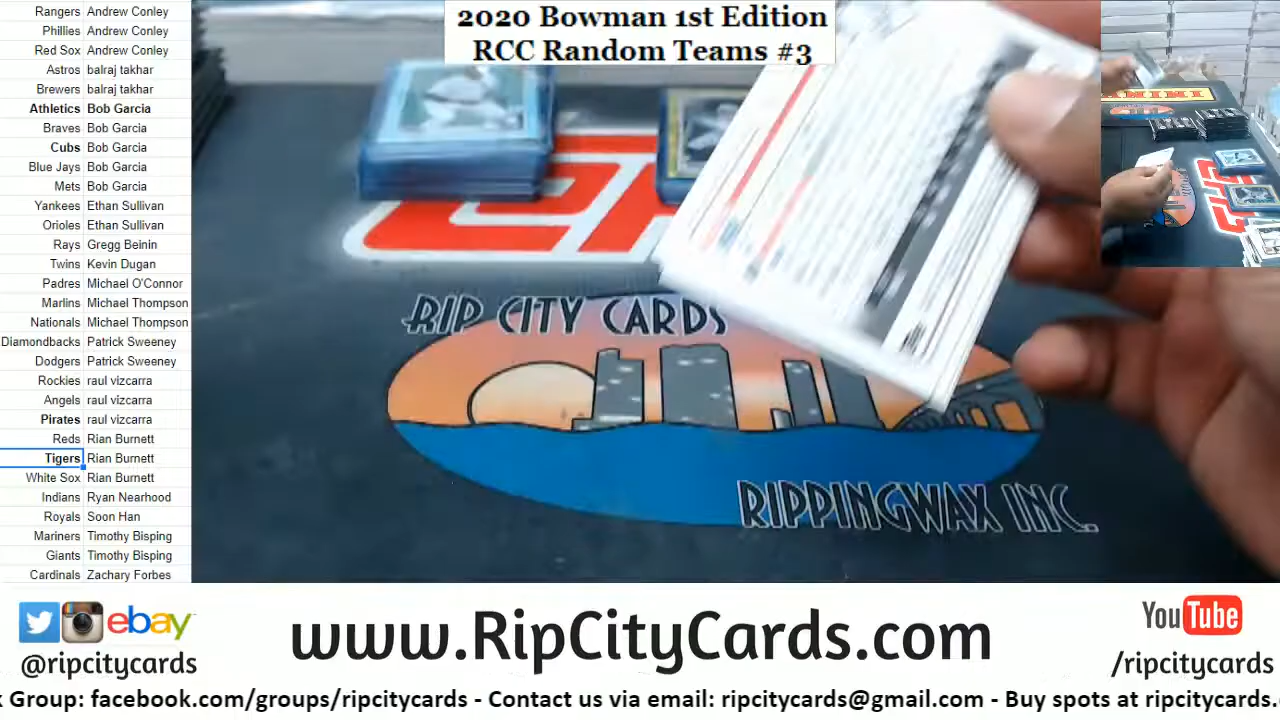 2020 Bowman 1st Edition
RCC Random Teams #3
Rangers Andrew Conley
Phillies Andrew Conley
Red Sox Andrew Conley
Astros balraj takhar
Brewers balraj takhar
Athletics Bob Garcia
Braves Bob Garcia
Cubs Bob Garcia
Blue Jays Bob Garcia
Mets Bob Garcia
Yankees Ethan Sullivan
Orioles Ethan Sullivan
Rays Gregg Beinin
Twins Kevin Dugan
Padres Michael O'Connor
Marlins Michael Thompson
Nationals Michael Thompson
Diamondbacks Patrick Sweeney
Dodgers Patrick Sweeney
Rockies raul vizcarra
Angels raul vizcarra
Pirates raul vizcarra
Reds Rian Burnett
Tigers Rian Burnett
White Sox Rian Burnett
Indians Ryan Nearhood
Royals Soon Han
Mariners Timothy Bisping
Giants Timothy Bisping
Cardinals Zachary Forbes
PANINI
RIP CITY CARDS
RIPPINGWAX INC.
ebay
@ripcitycards
www.RipCityCards.com
YouTube
/ripcitycards
k Group: facebook.com/groups/ripcitycards - Contact us via email: ripcitycards@gmail.com - Buy spots at ripcitycards.